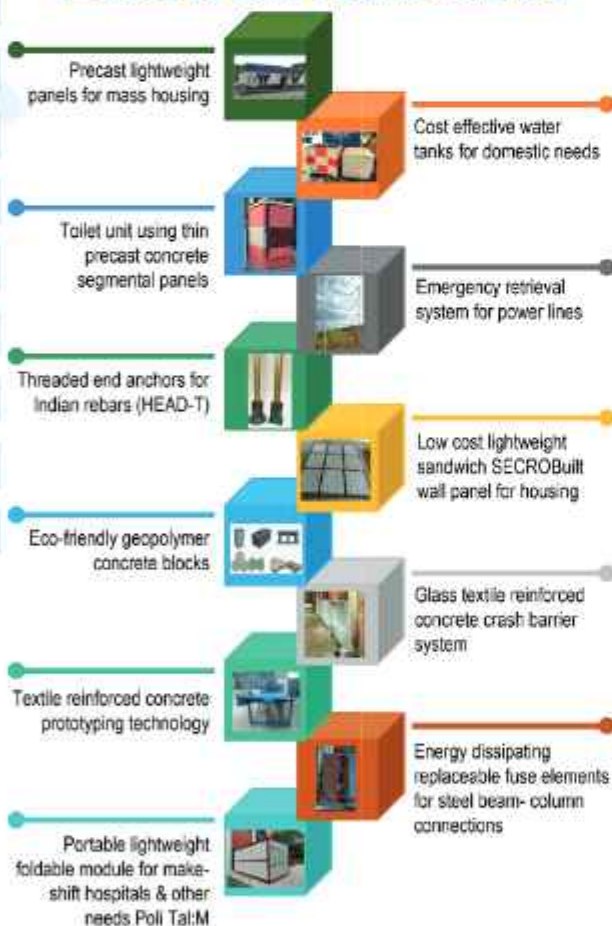 Precast lightweight
panels for mass housing
Cost effective water
tanks for domestic needs
Toilet unit using thin
precast concrete
segmental panels
Emergency retrieval
system for power lines
Threaded end anchors for
Indian rebars (HEAD-T)
Low cost lightweight
sandwich SECROBuilt
wall panel for housing
Eco-friendly geopolymer
concrete blocks
Glass textile reinforced
concrete crash barrier
system
Textile reinforced concrete
prototyping technology
Energy dissipating
replaceable fuse elements
for steel beam- column
connections
Portable lightweight
foldable module for make-
shift hospitals & other
needs Poli Tal:M